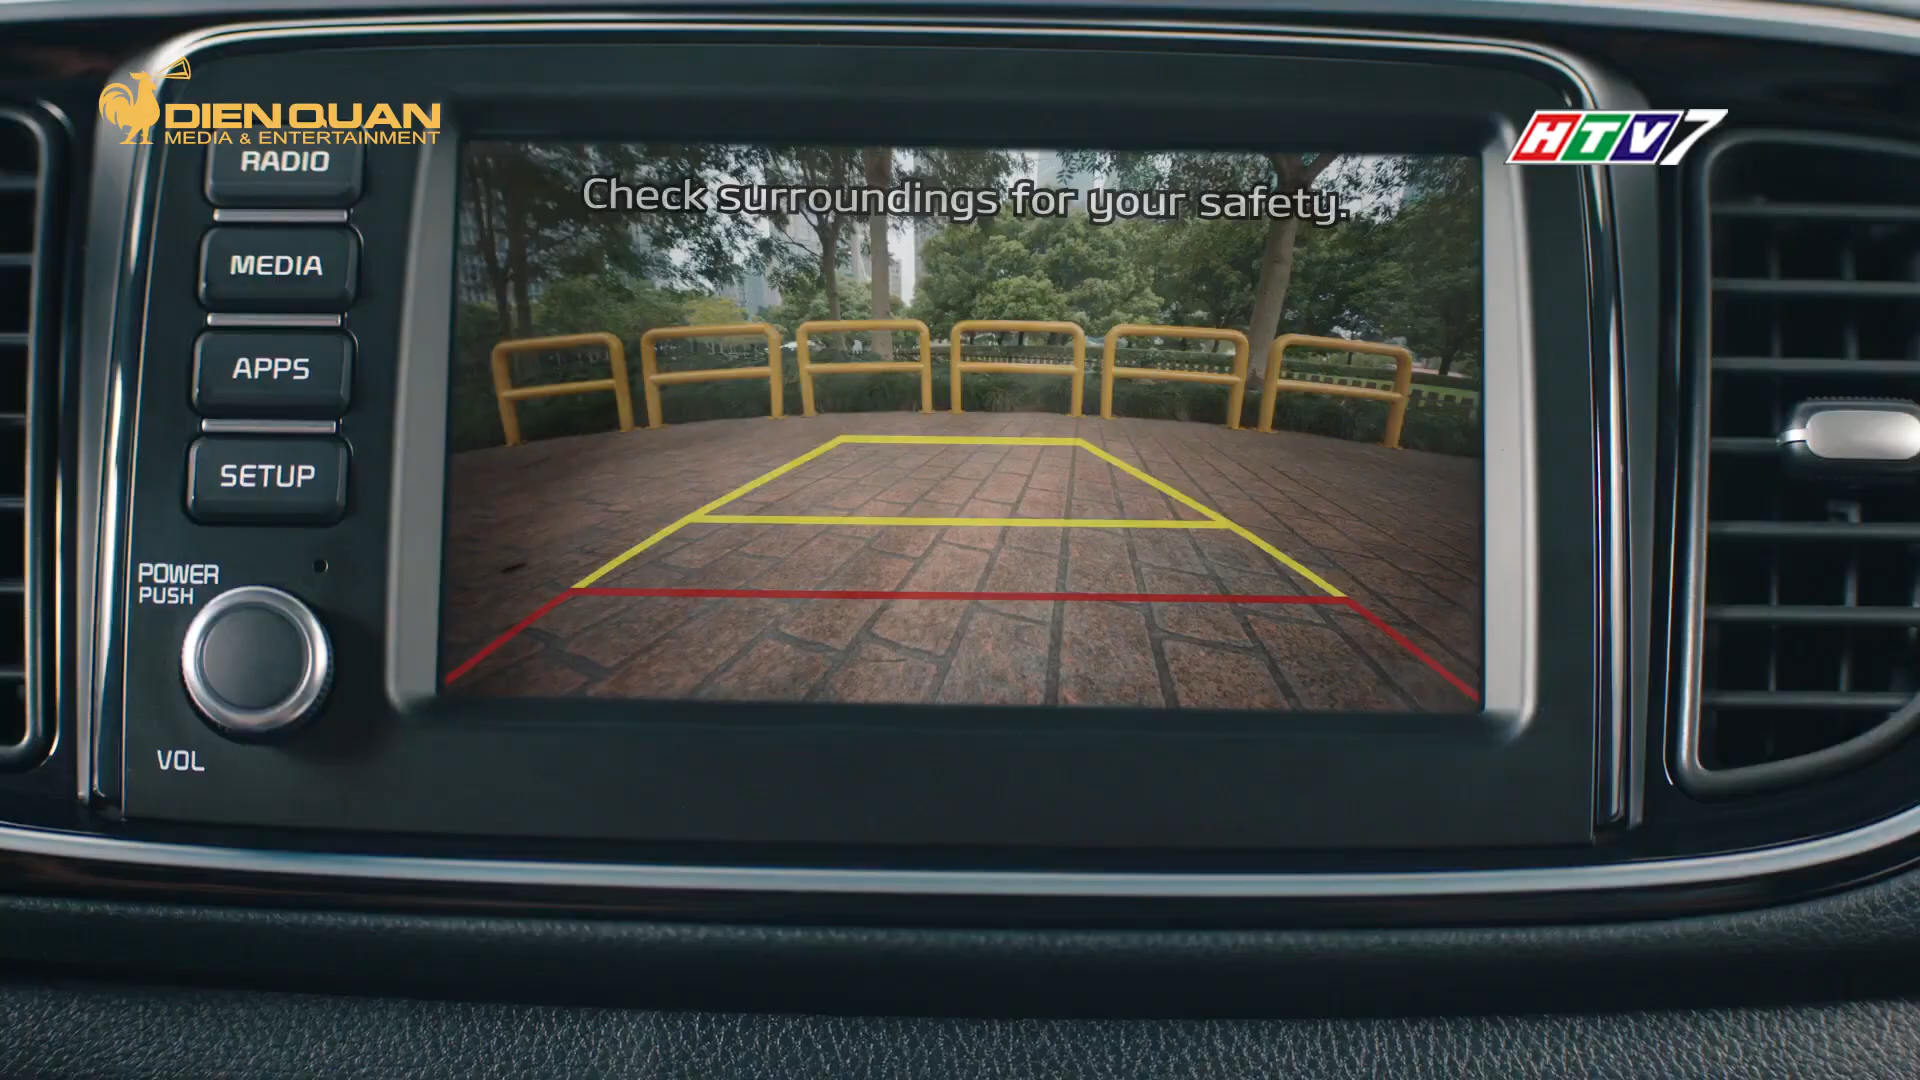 DIEN QUAN
MEDIA & ENTERTAINMENT
HTV7
Check surroundings for your safety.
RADIO
MEDIA
APPS
SETUP
POWER
PUSH
VOL